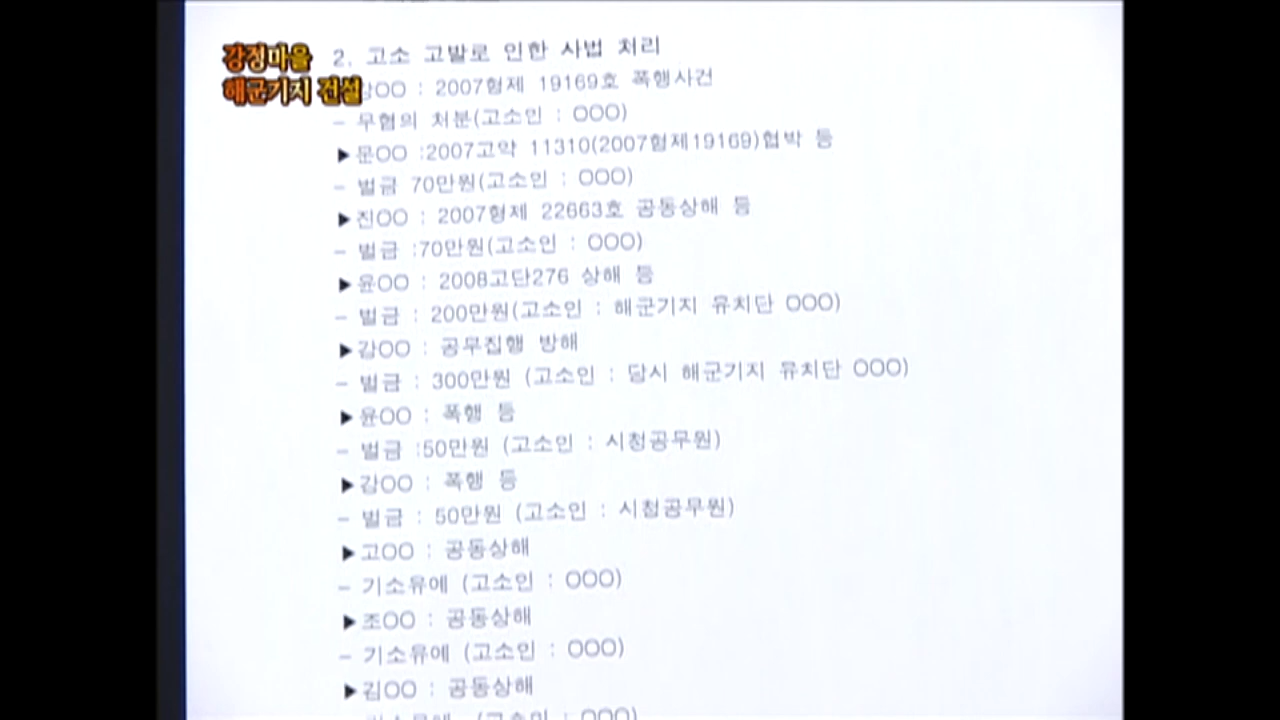 강정마을
해군기지 건설
2. 고소 고발로 인한 사법 처리
OO : 2007형제 19169호 폭행사건
- 무혐의 처분(고소인 : OOO)
▶문OO :2007고약 11310(2007형제19169)협박 등
- 벌금 70만원(고소인 : OOO)
▶진OO : 2007형제 22663호 공동상해 등
- 벌금 :70만원(고소인 : OOO)
▶윤OO : 2008고단276 상해 등
- 벌금 : 200만원(고소인 : 해군기지 유치단 OOO)
▶강OO : 공무집행 방해
- 벌금 : 300만원 (고소인 : 당시 해군기지 유치단 OOO)
▶윤OO : 폭행 등
- 벌금 :50만원 (고소인 : 시청공무원)
▶강OO : 폭행 등
- 벌금 : 50만원 (고소인 : 시청공무원)
▶고OO : 공동상해
- 기소유예 (고소인 : OOO)
▶조OO : 공동상해
- 기소유예 (고소인 : OOO)
▶김OO : 공동상해